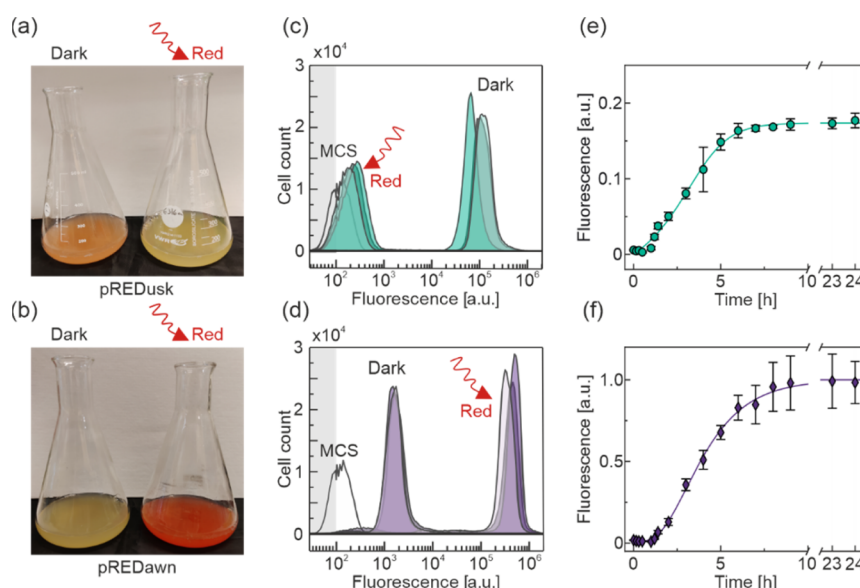 (a)
Dark
Red
pREDusk
(b)
Dark
Red
pREDawn
(c)
x10⁴
3
2
1
0
Cell count
MCS
Red
Dark
10²
10³
10⁴
10⁵
10⁶
Fluorescence [a.u.]
(d)
x10⁴
3
2
1
0
Cell count
MCS
Dark
Red
10²
10³
10⁴
10⁵
10⁶
Fluorescence [a.u.]
(e)
Fluorescence [a.u.]
0.2
0.1
0
0
5
10
23
24
Time [h]
(f)
Fluorescence [a.u.]
1.0
0.5
0
0
5
10
23
24
Time [h]